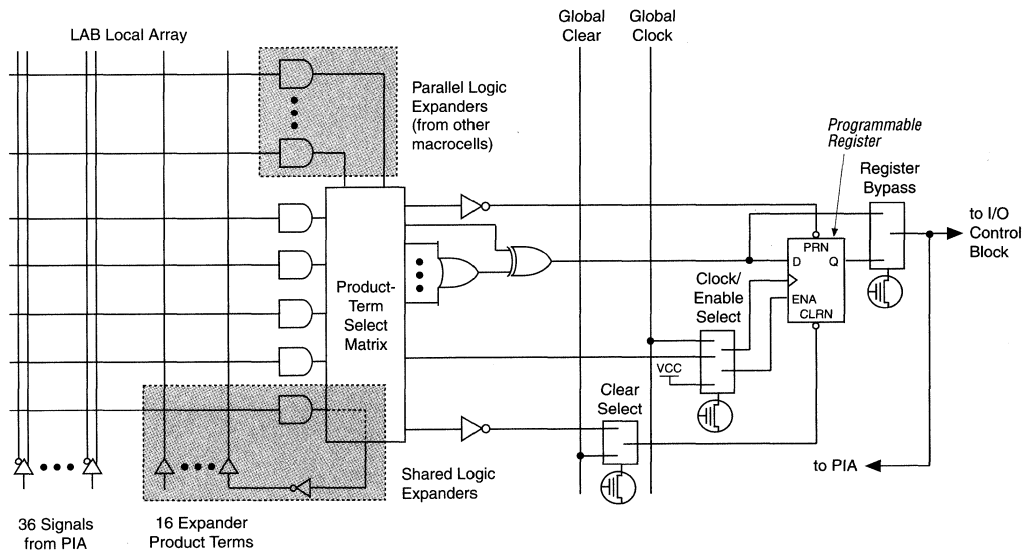 Global
Clear
Global
Clock
LAB Local Array
Parallel Logic
Expanders
(from other
macrocells)
Programmable
Register
Register
Bypass
to I/O
Control
Block
PRN
D
Q
ENA
CLRN
Clock/
Enable
Select
Product-
Term
Select
Matrix
VCC
Clear
Select
to PIA
Shared Logic
Expanders
36 Signals
from PIA
16 Expander
Product Terms